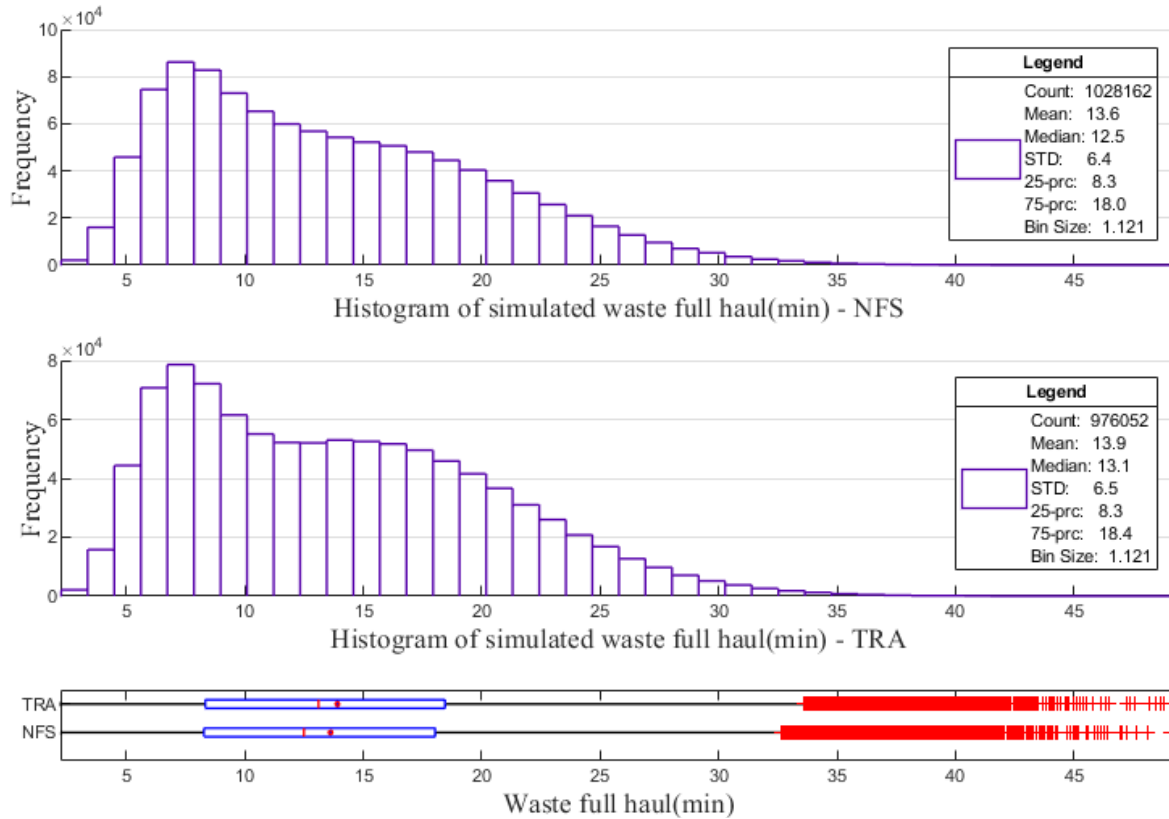 ×10⁴
10
8
6
4
2
0
Frequency
Legend
Count: 1028162
Mean: 13.6
Median: 12.5
STD: 6.4
25-prc: 8.3
75-prc: 18.0
Bin Size: 1.121
5 10 15 20 25 30 35 40 45
Histogram of simulated waste full haul(min) - NFS
×10⁴
8
6
4
2
0
Frequency
Legend
Count: 976052
Mean: 13.9
Median: 13.1
STD: 6.5
25-prc: 8.3
75-prc: 18.4
Bin Size: 1.121
5 10 15 20 25 30 35 40 45
Histogram of simulated waste full haul(min) - TRA
TRA
NFS
5 10 15 20 25 30 35 40 45
Waste full haul(min)